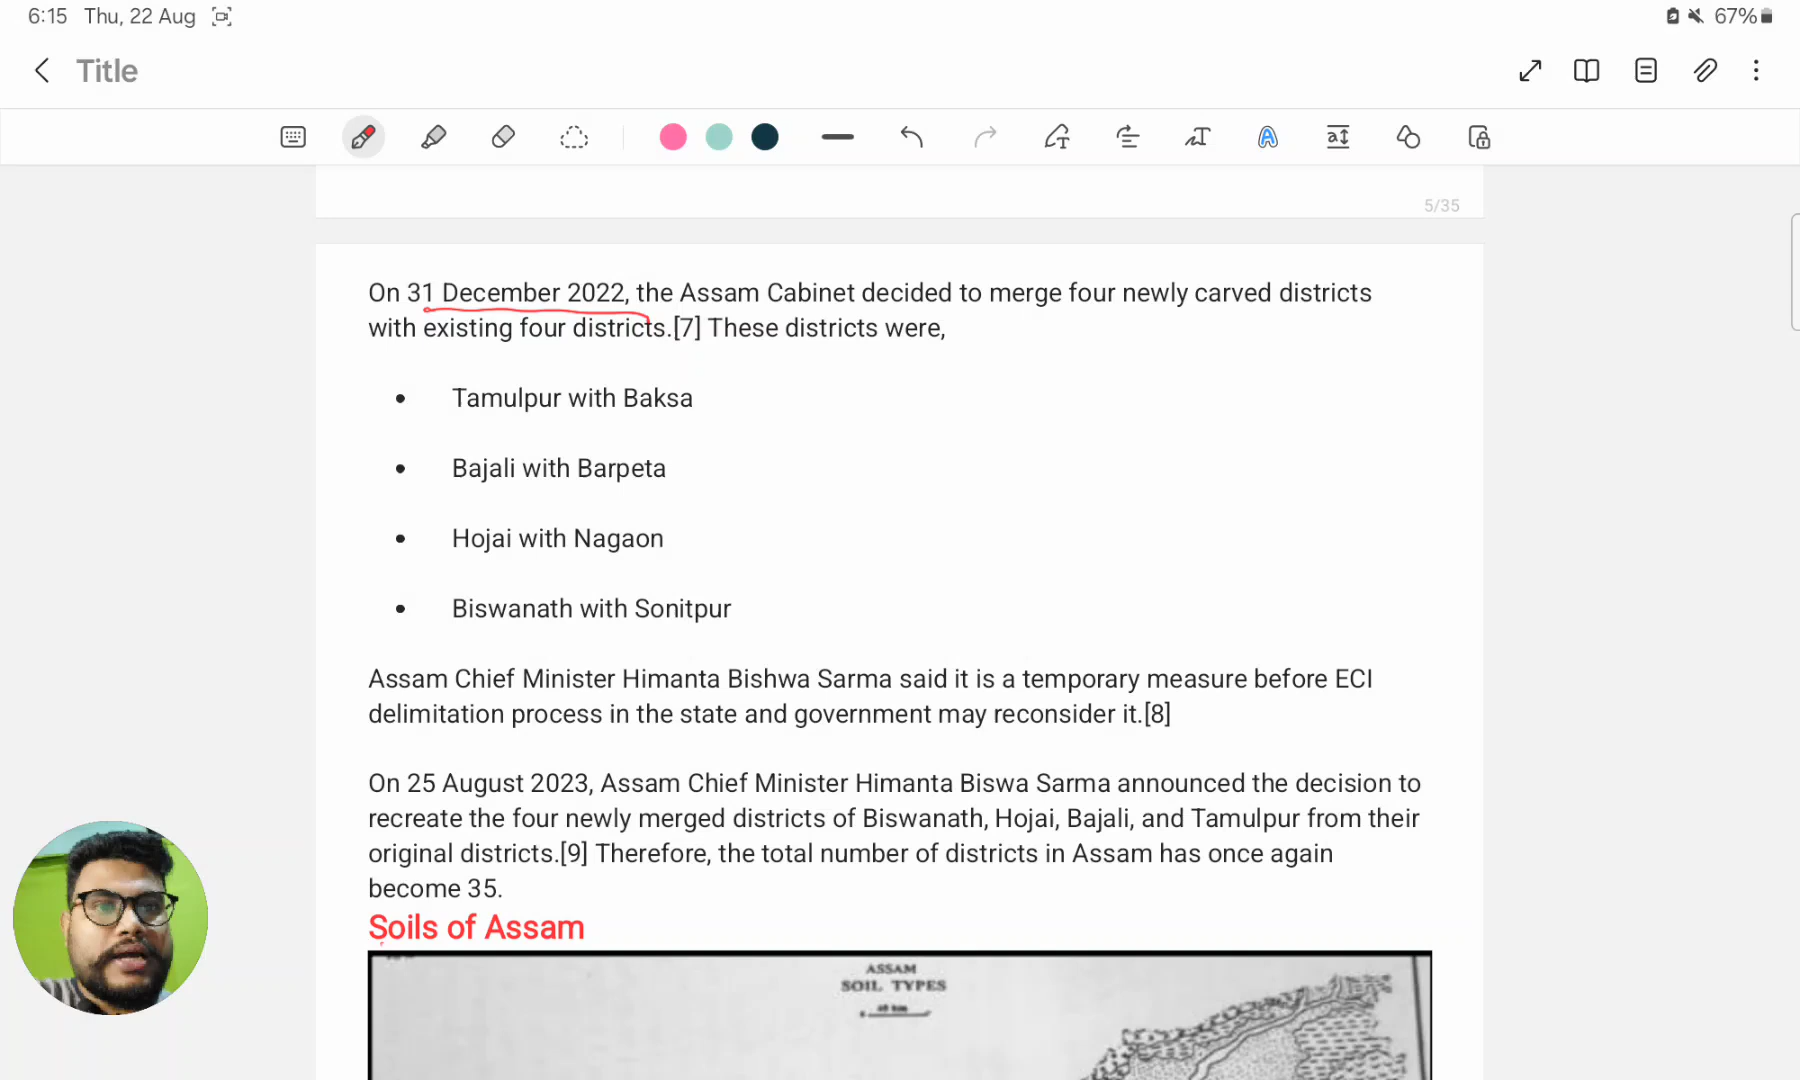 6:15 Thu, 22 Aug
67%
Title
5/35
On 31 December 2022, the Assam Cabinet decided to merge four newly carved districts
with existing four districts.[7] These districts were,
• Tamulpur with Baksa
• Bajali with Barpeta
• Hojai with Nagaon
• Biswanath with Sonitpur
Assam Chief Minister Himanta Bishwa Sarma said it is a temporary measure before ECI
delimitation process in the state and government may reconsider it.[8]
On 25 August 2023, Assam Chief Minister Himanta Biswa Sarma announced the decision to
recreate the four newly merged districts of Biswanath, Hojai, Bajali, and Tamulpur from their
original districts.[9] Therefore, the total number of districts in Assam has once again
become 35.
Soils of Assam
ASSAM
SOIL TYPES